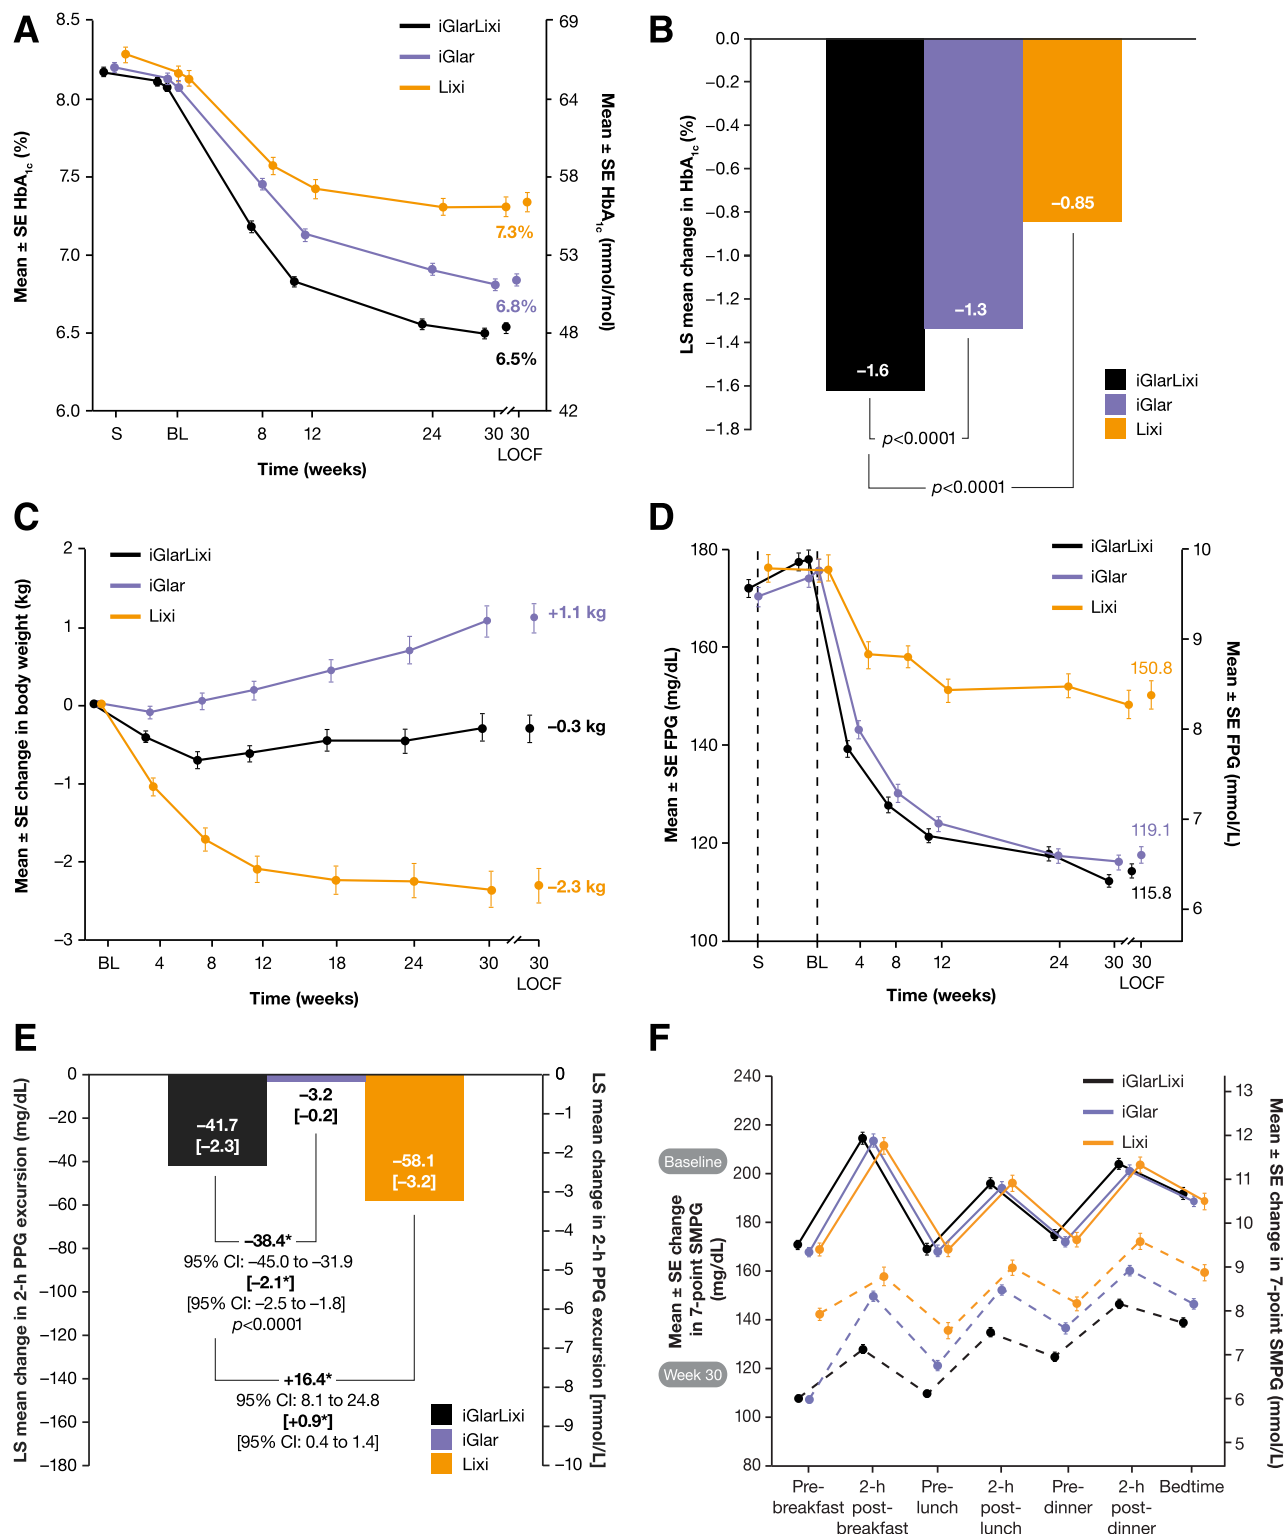 A
8.5
8.0
7.5
7.0
6.5
6.0
Mean ± SE HbA1c (%)
69
64
58
53
48
42
Mean ± SE HbA1c (mmol/mol)
iGlarLixi
iGlar
Lixi
7.3%
6.8%
6.5%
S BL 8 12 24 30 30
LOCF
Time (weeks)
B
0.0
−0.2
−0.4
−0.6
−0.8
−1.0
−1.2
−1.4
−1.6
−1.8
LS mean change in HbA1c (%)
−0.85
−1.3
−1.6
iGlarLixi
iGlar
Lixi
p<0.0001
p<0.0001
C
2
1
0
−1
−2
−3
Mean ± SE change in body weight (kg)
iGlarLixi
iGlar
Lixi
+1.1 kg
−0.3 kg
−2.3 kg
BL 4 8 12 18 24 30 30
LOCF
Time (weeks)
D
180
160
140
120
100
Mean ± SE FPG (mg/dL)
10
9
8
7
6
Mean ± SE FPG (mmol/L)
iGlarLixi
iGlar
Lixi
150.8
119.1
115.8
S BL 4 8 12 24 30 30
LOCF
Time (weeks)
E
0
−20
−40
−60
−80
−100
−120
−140
−160
−180
LS mean change in 2-h PPG excursion (mg/dL)
0
−1
−2
−3
−4
−5
−6
−7
−8
−9
−10
LS mean change in 2-h PPG excursion [mmol/L]
−41.7
[−2.3]
−3.2
[−0.2]
−58.1
[−3.2]
−38.4*
95% CI: −45.0 to −31.9
[−2.1*]
[95% CI: −2.5 to −1.8]
p<0.0001
+16.4*
95% CI: 8.1 to 24.8
[+0.9*]
[95% CI: 0.4 to 1.4]
iGlarLixi
iGlar
Lixi
F
240
220
200
180
160
140
120
100
80
Baseline
Mean ± SE change
in 7-point SMPG
(mg/dL)
Week 30
13
12
11
10
9
8
7
6
5
Mean ± SE change in 7-point SMPG (mmol/L)
iGlarLixi
iGlar
Lixi
Pre- 2-h Pre- 2-h Pre- 2-h Bedtime
breakfast post- lunch post- dinner post-
breakfast lunch dinner